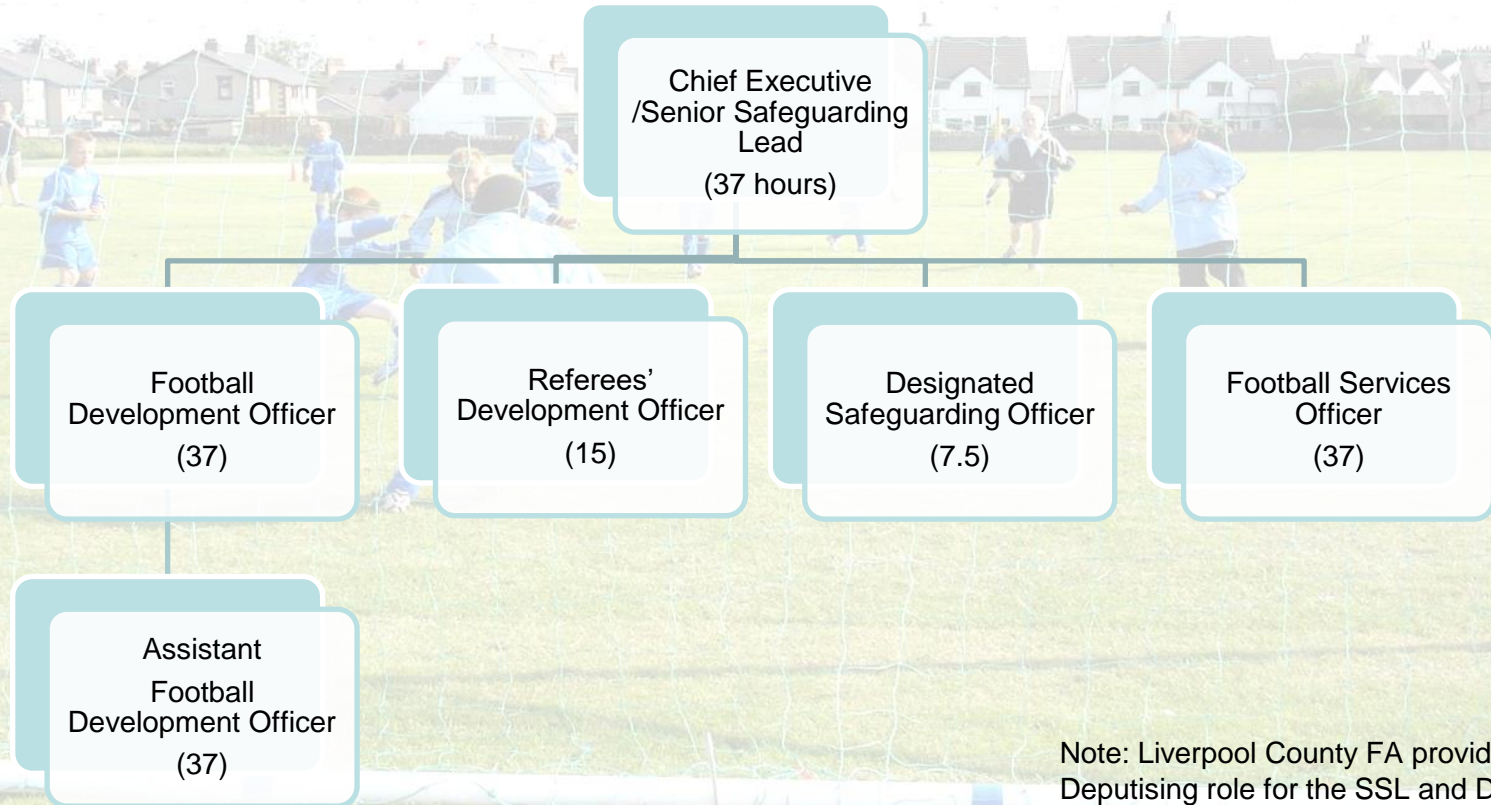 Chief Executive
/Senior Safeguarding
Lead
(37 hours)
Football
Development Officer
(37)
Referees’
Development Officer
(15)
Designated
Safeguarding Officer
(7.5)
Football Services
Officer
(37)
Assistant
Football
Development Officer
(37)
Note: Liverpool County FA provid
Deputising role for the SSL and D